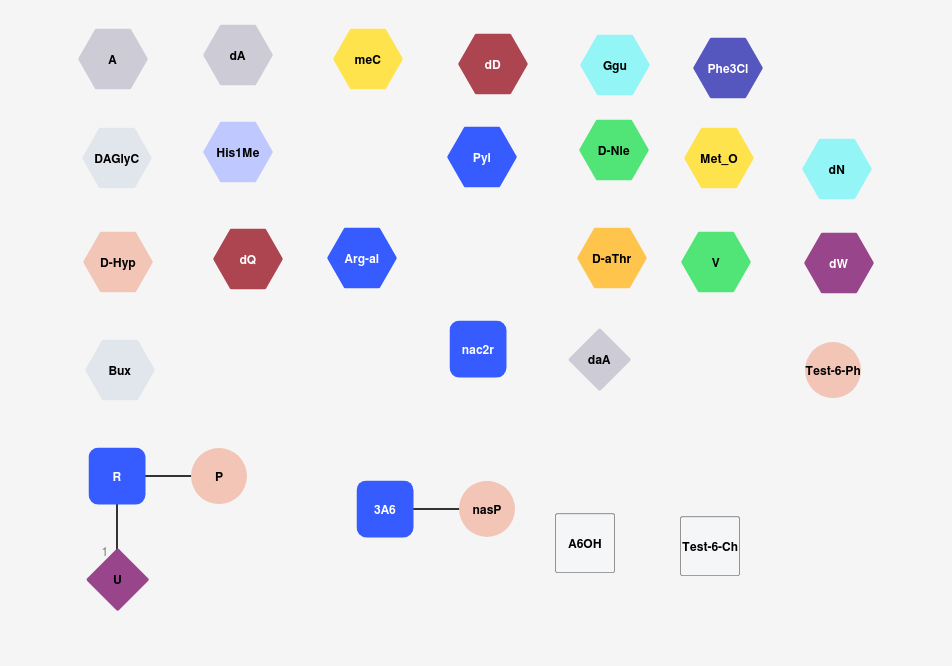 A
dA
meC
dD
Ggu
Phe3Cl
DAGlyC
His1Me
Pyl
D-Nle
Met_O
dN
D-Hyp
dQ
Arg-al
D-aThr
V
dW
Bux
nac2r
daA
Test-6-Ph
R
P
3A6
nasP
A6OH
Test-6-Ch
1
U